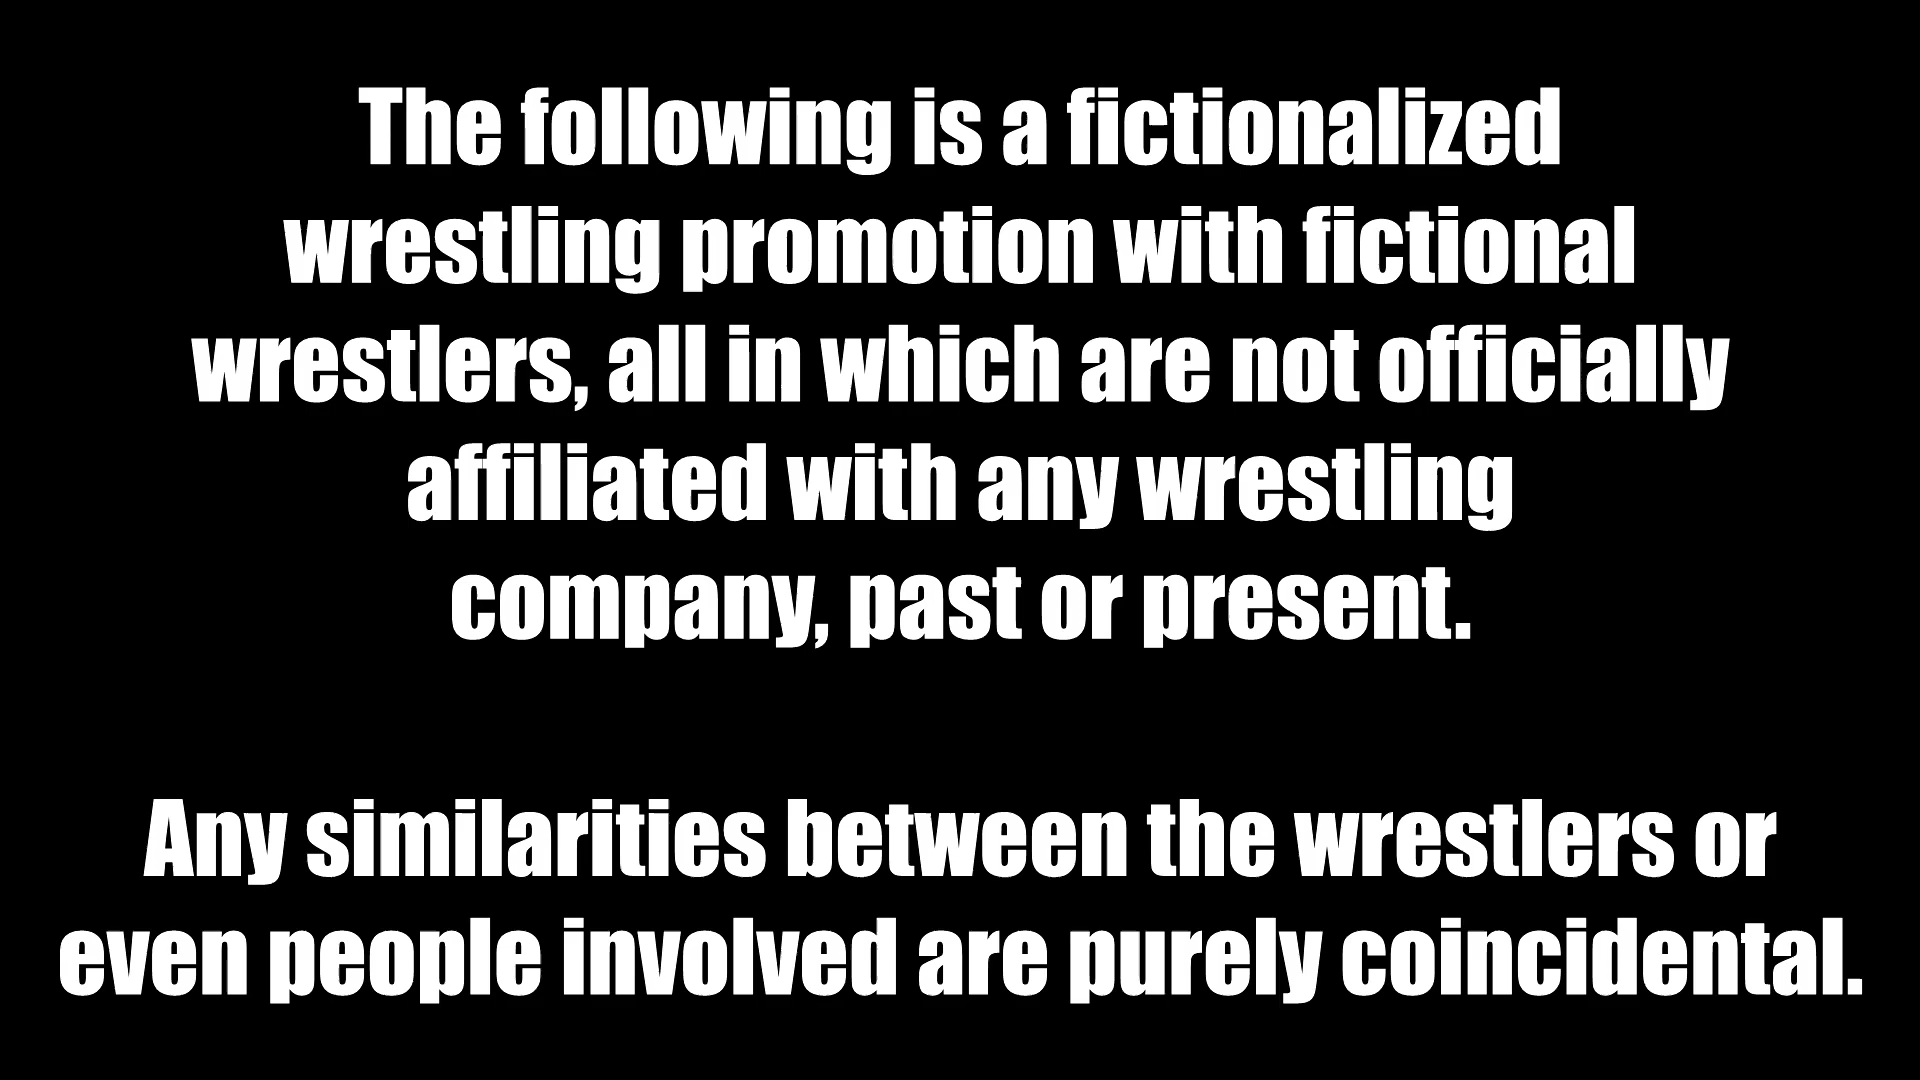 The following is a fictionalized
wrestling promotion with fictional
wrestlers, all in which are not officially
affiliated with any wrestling
company, past or present.
Any similarities between the wrestlers or
even people involved are purely coincidental.